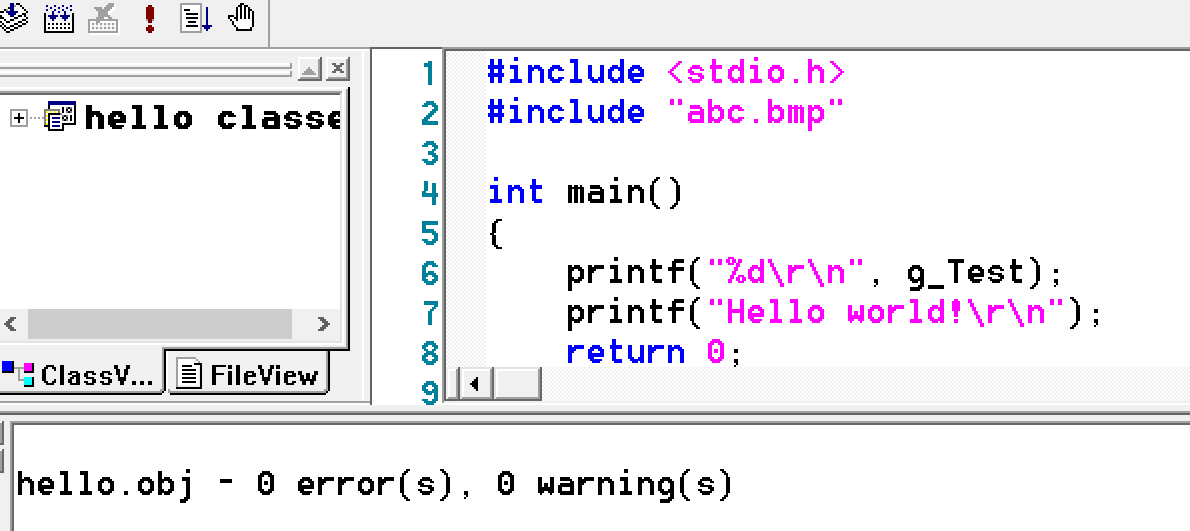 hello classe
ClassV...
FileView
1 #include <stdio.h>
2 #include "abc.bmp"
3
4 int main()
5 {
6 printf("%d\r\n", g_Test);
7 printf("Hello world!\r\n");
8 return 0;
9
hello.obj - 0 error(s), 0 warning(s)